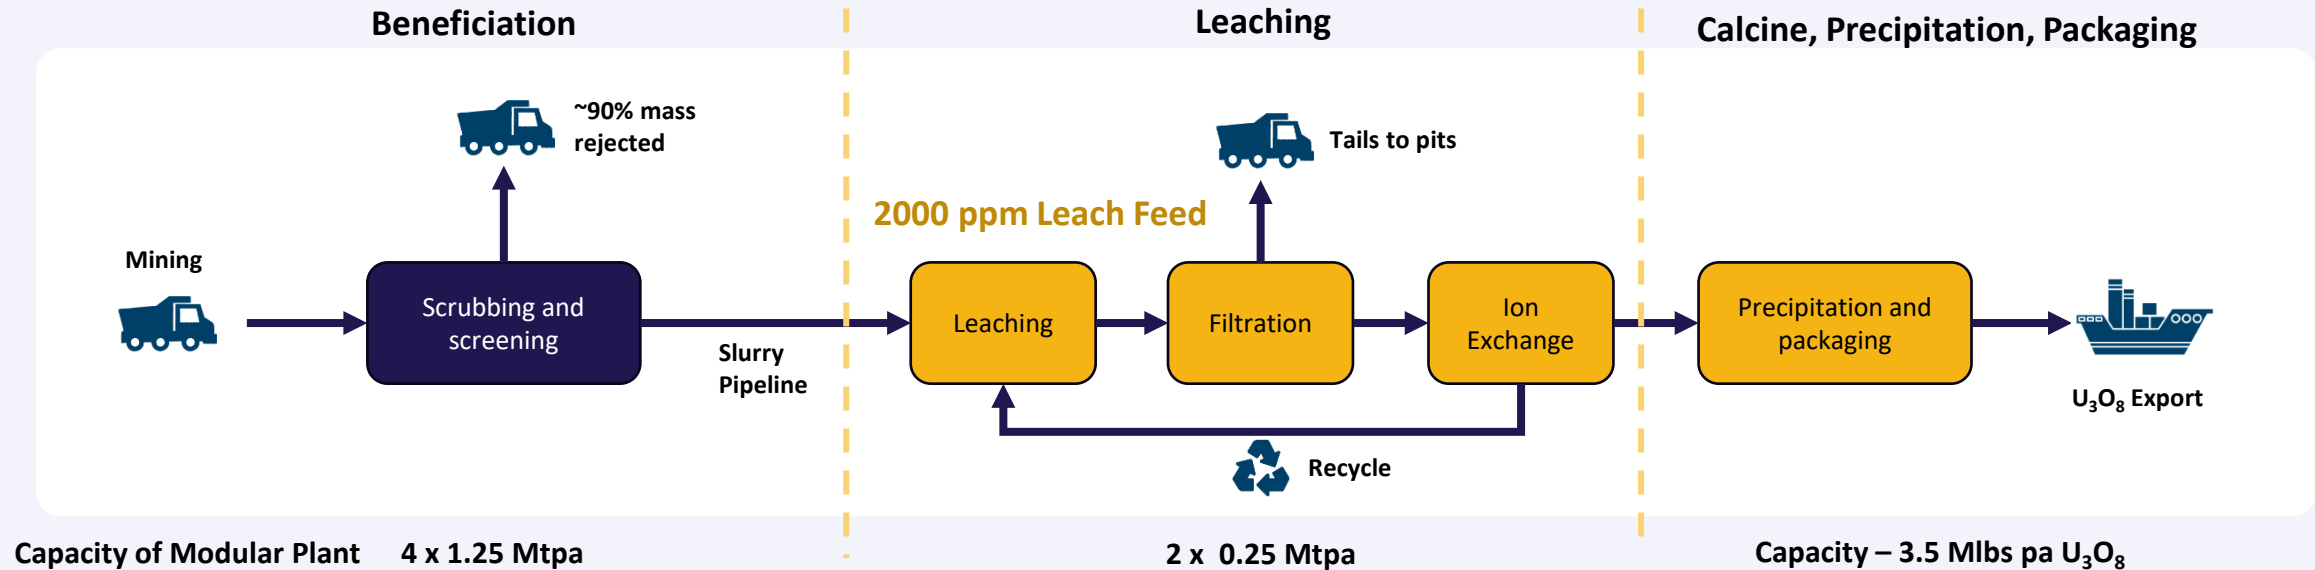 Beneficiation
Leaching
Calcine, Precipitation, Packaging
~90% mass
rejected
Tails to pits
2000 ppm Leach Feed
Mining
Scrubbing and
screening
Slurry
Pipeline
Leaching
Filtration
Ion
Exchange
Precipitation and
packaging
U₃O₈ Export
Recycle
Capacity of Modular Plant 4 x 1.25 Mtpa
2 x 0.25 Mtpa
Capacity – 3.5 Mlbs pa U₃O₈